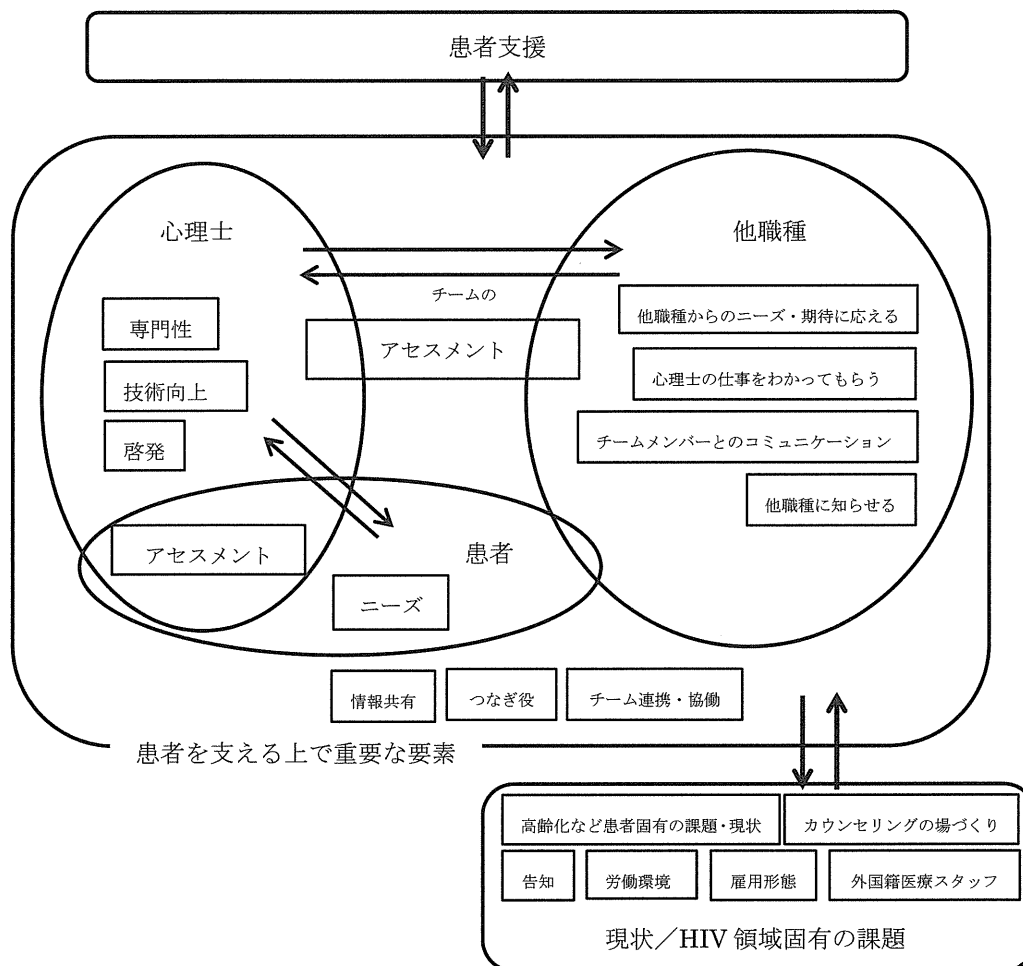 患者支援
心理士
他職種
チームの
アセスメント
専門性
技術向上
啓発
他職種からのニーズ・期待に応える
心理士の仕事をわかってもらう
チームメンバーとのコミュニケーション
他職種に知らせる
アセスメント
患者
ニーズ
情報共有
つなぎ役
チーム連携・協働
患者を支える上で重要な要素
高齢化など患者固有の課題・現状
カウンセリングの場づくり
告知
労働環境
雇用形態
外国籍医療スタッフ
現状／HIV 領域固有の課題